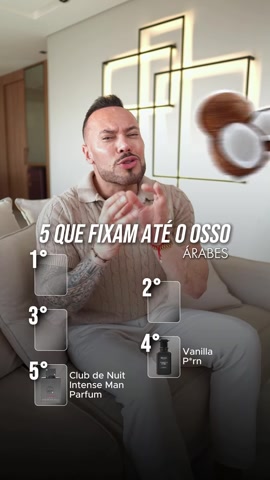 5 QUE FIXAM ATÉ O OSSO
ÁRABES
1°
2°
3°
4°
Vanilla
P*rn
5°
Club de Nuit
Intense Man
Parfum